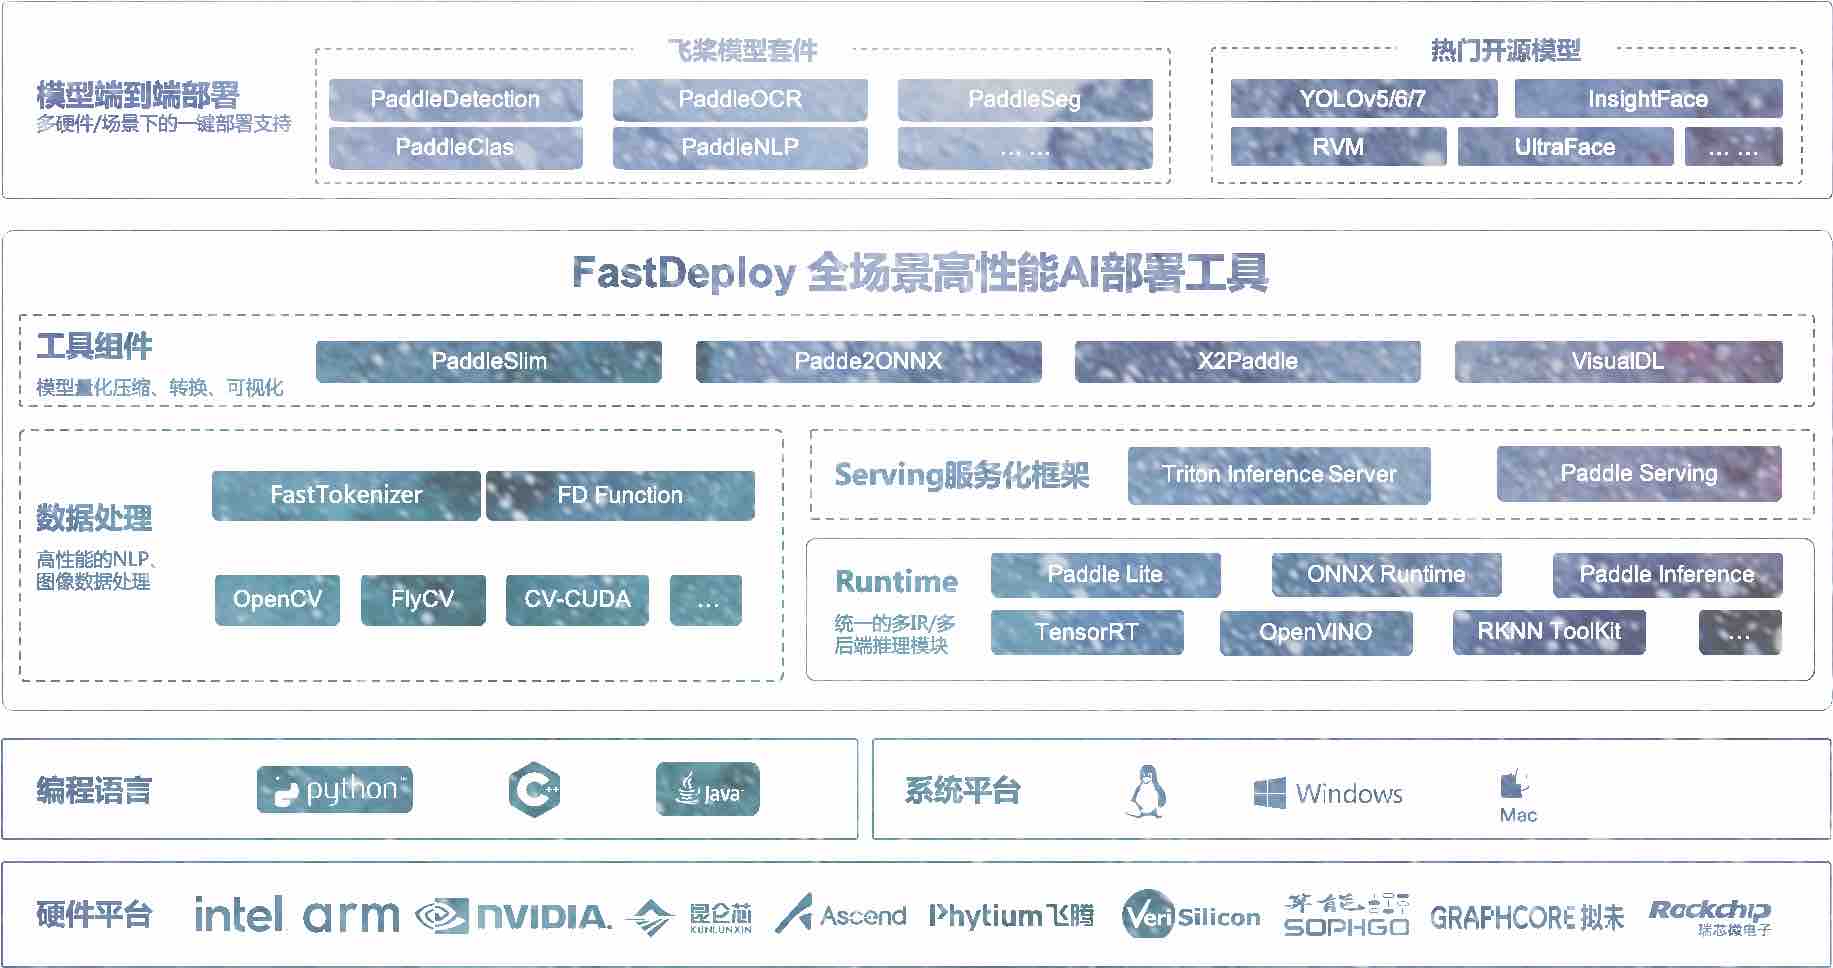 飞桨模型套件
热门开源模型
模型端到端部署
多硬件/场景下的一键部署支持
PaddleDetection
PaddleOCR
PaddleSeg
YOLOv5/6/7
InsightFace
PaddleClas
PaddleNLP
... ...
RVM
UltraFace
... ...
FastDeploy 全场景高性能AI部署工具
工具组件
模型量化压缩、转换、可视化
PaddleSlim
Padde2ONNX
X2Paddle
VisualDL
数据处理
高性能的NLP、
图像数据处理
FastTokenizer
FD Function
OpenCV
FlyCV
CV-CUDA
...
Serving服务化框架
Triton Inference Server
Paddle Serving
Runtime
统一的多IR/多
后端推理模块
Paddle Lite
ONNX Runtime
Paddle Inference
TensorRT
OpenVINO
RKNN ToolKit
...
编程语言
python™
C++
Java
系统平台
Windows
Mac
硬件平台
intel
arm
NVIDIA.
昆仑芯
KUNLUNXIN
Ascend
Phytium飞腾
VeriSilicon
算能
SOPHGO
GRAPHCORE 拟未
Rockchip
瑞芯微电子